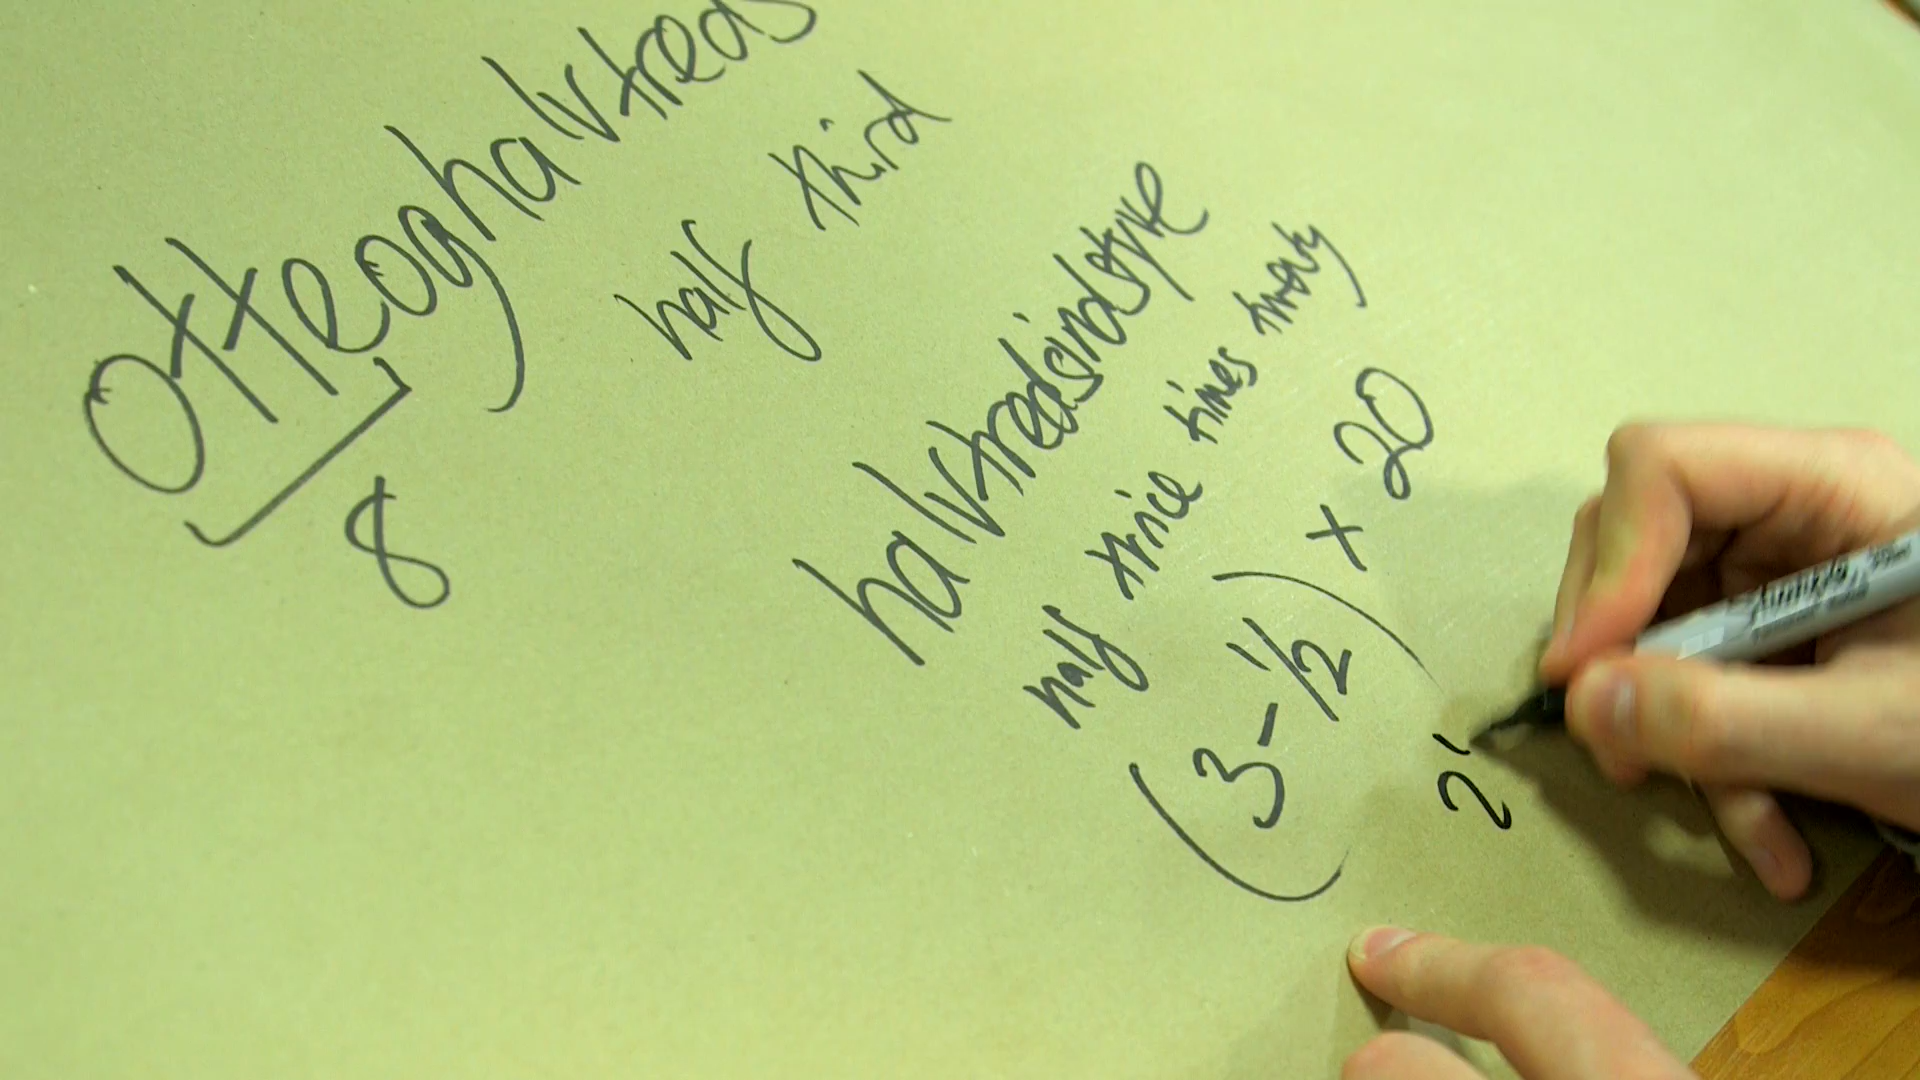 Otteoghalvtreds
half third
8
halvtredsindstyve
half thrice times twenty
(3-1/2) × 20
2